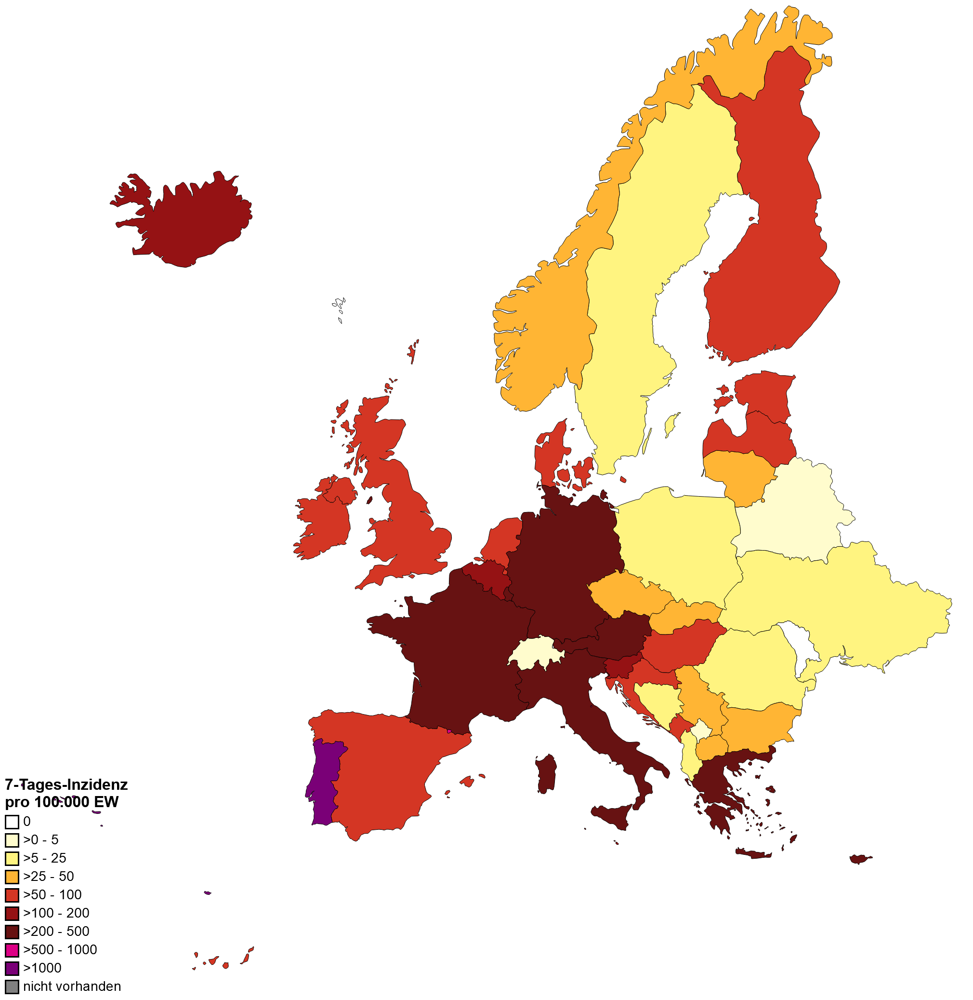 7-Tages-Inzidenz
pro 100.000 EW
0
>0 - 5
>5 - 25
>25 - 50
>50 - 100
>100 - 200
>200 - 500
>500 - 1000
>1000
nicht vorhanden